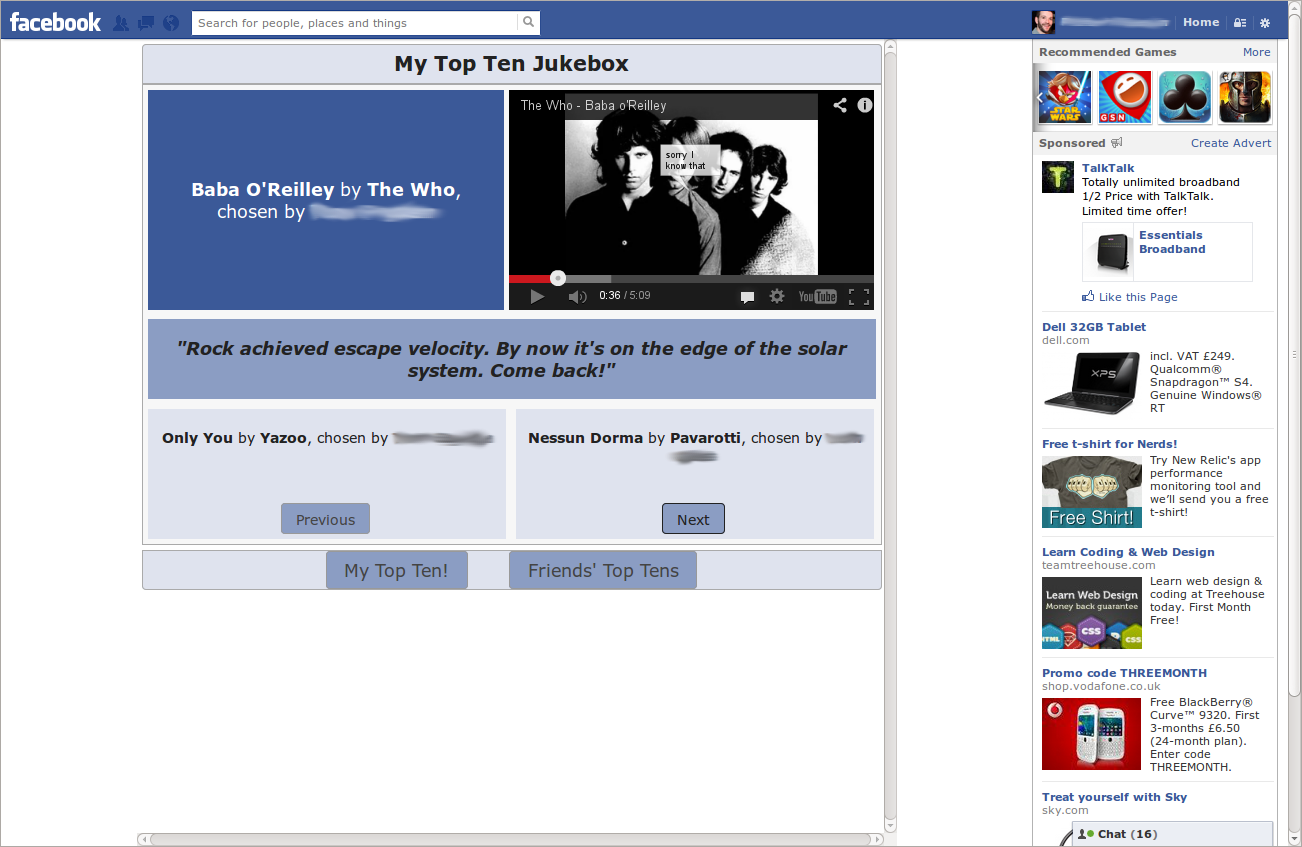 facebook
Search for people, places and things
Home
My Top Ten Jukebox
Baba O'Reilley by The Who,
chosen by
The Who - Baba o'Reilley
sorry I
know that
0:36 / 5:09
YouTube
"Rock achieved escape velocity. By now it's on the edge of the solar
system. Come back!"
Only You by Yazoo, chosen by
Previous
Nessun Dorma by Pavarotti, chosen by
Next
My Top Ten!
Friends' Top Tens
Recommended Games
More
STAR WARS
GSN
Sponsored
Create Advert
TalkTalk
Totally unlimited broadband
1/2 Price with TalkTalk.
Limited time offer!
Essentials
Broadband
Like this Page
Dell 32GB Tablet
dell.com
XPS
incl. VAT £249.
Qualcomm®
Snapdragon™ S4.
Genuine Windows®
RT
Free t-shirt for Nerds!
Free Shirt!
Try New Relic's app
performance
monitoring tool and
we'll send you a free
t-shirt!
Learn Coding & Web Design
teamtreehouse.com
Learn Web Design
Money back guarantee
HTML
CSS
CSS
Learn web design &
coding at Treehouse
today. First Month
Free!
Promo code THREEMONTH
shop.vodafone.co.uk
Free BlackBerry®
Curve™ 9320. First
3-months £6.50
(24-month plan).
Enter code
THREEMONTH.
Treat yourself with Sky
sky.com
Chat (16)